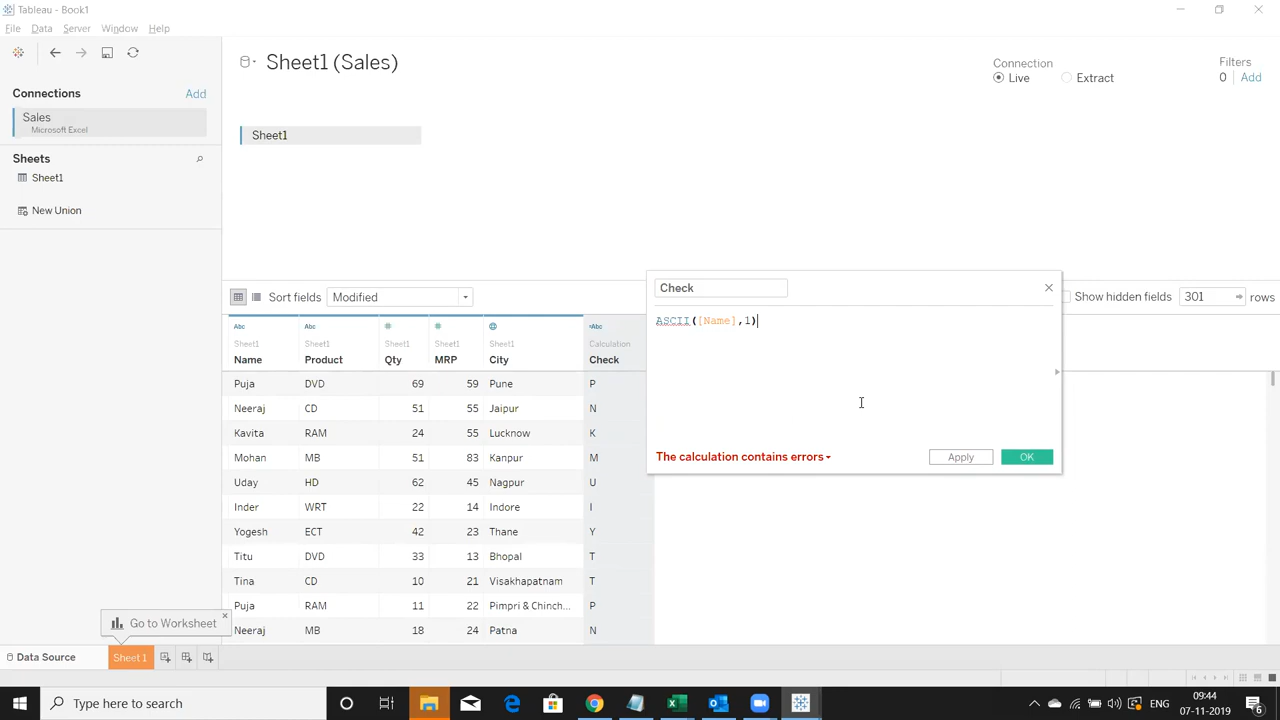 Tableau - Book1
File Data Server Window Help
Sheet1 (Sales)
Connection
Live Extract
Filters
0 Add
Connections Add
Sales
Microsoft Excel
Sheet1
Sheets
Sheet1
New Union
Sort fields Modified
Show hidden fields 301 rows
Check
ASCII([Name],1)
The calculation contains errors
Apply OK
Abc Abc # # =Abc
Sheet1 Sheet1 Sheet1 Sheet1 Sheet1 Calculation
Name Product Qty MRP City Check
Puja DVD 69 59 Pune P
Neeraj CD 51 55 Jaipur N
Kavita RAM 24 55 Lucknow K
Mohan MB 51 83 Kanpur M
Uday HD 62 45 Nagpur U
Inder WRT 22 14 Indore I
Yogesh ECT 42 23 Thane Y
Titu DVD 33 13 Bhopal T
Tina CD 10 21 Visakhapatnam T
Puja RAM 11 22 Pimpri & Chinch... P
Neeraj MB 18 24 Patna N
Go to Worksheet
Data Source Sheet 1
Type here to search
ENG
09:44
07-11-2019
6